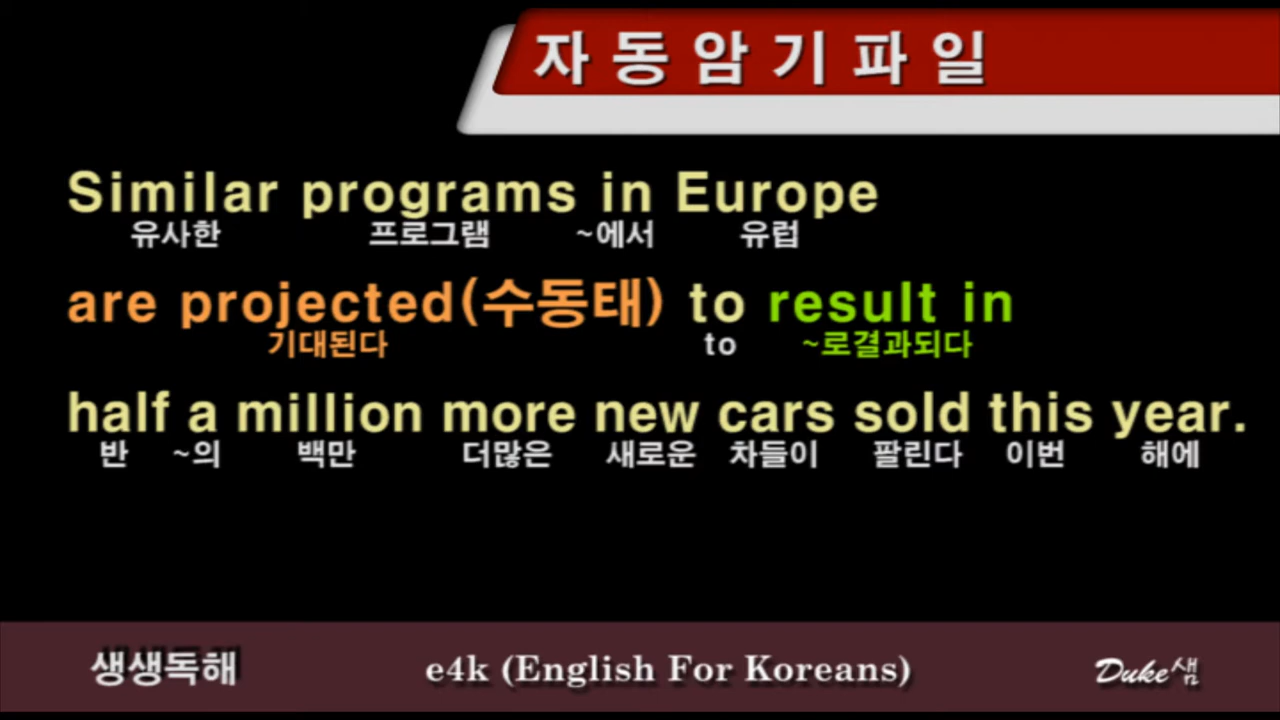 자동암기파일
Similar programs in Europe
유사한 프로그램 ~에서 유럽
are projected(수동태) to result in
기대된다 to ~로결과되다
half a million more new cars sold this year.
반 ~의 백만 더많은 새로운 차들이 팔린다 이번 해에
생생독해 e4k (English For Koreans) Duke샘